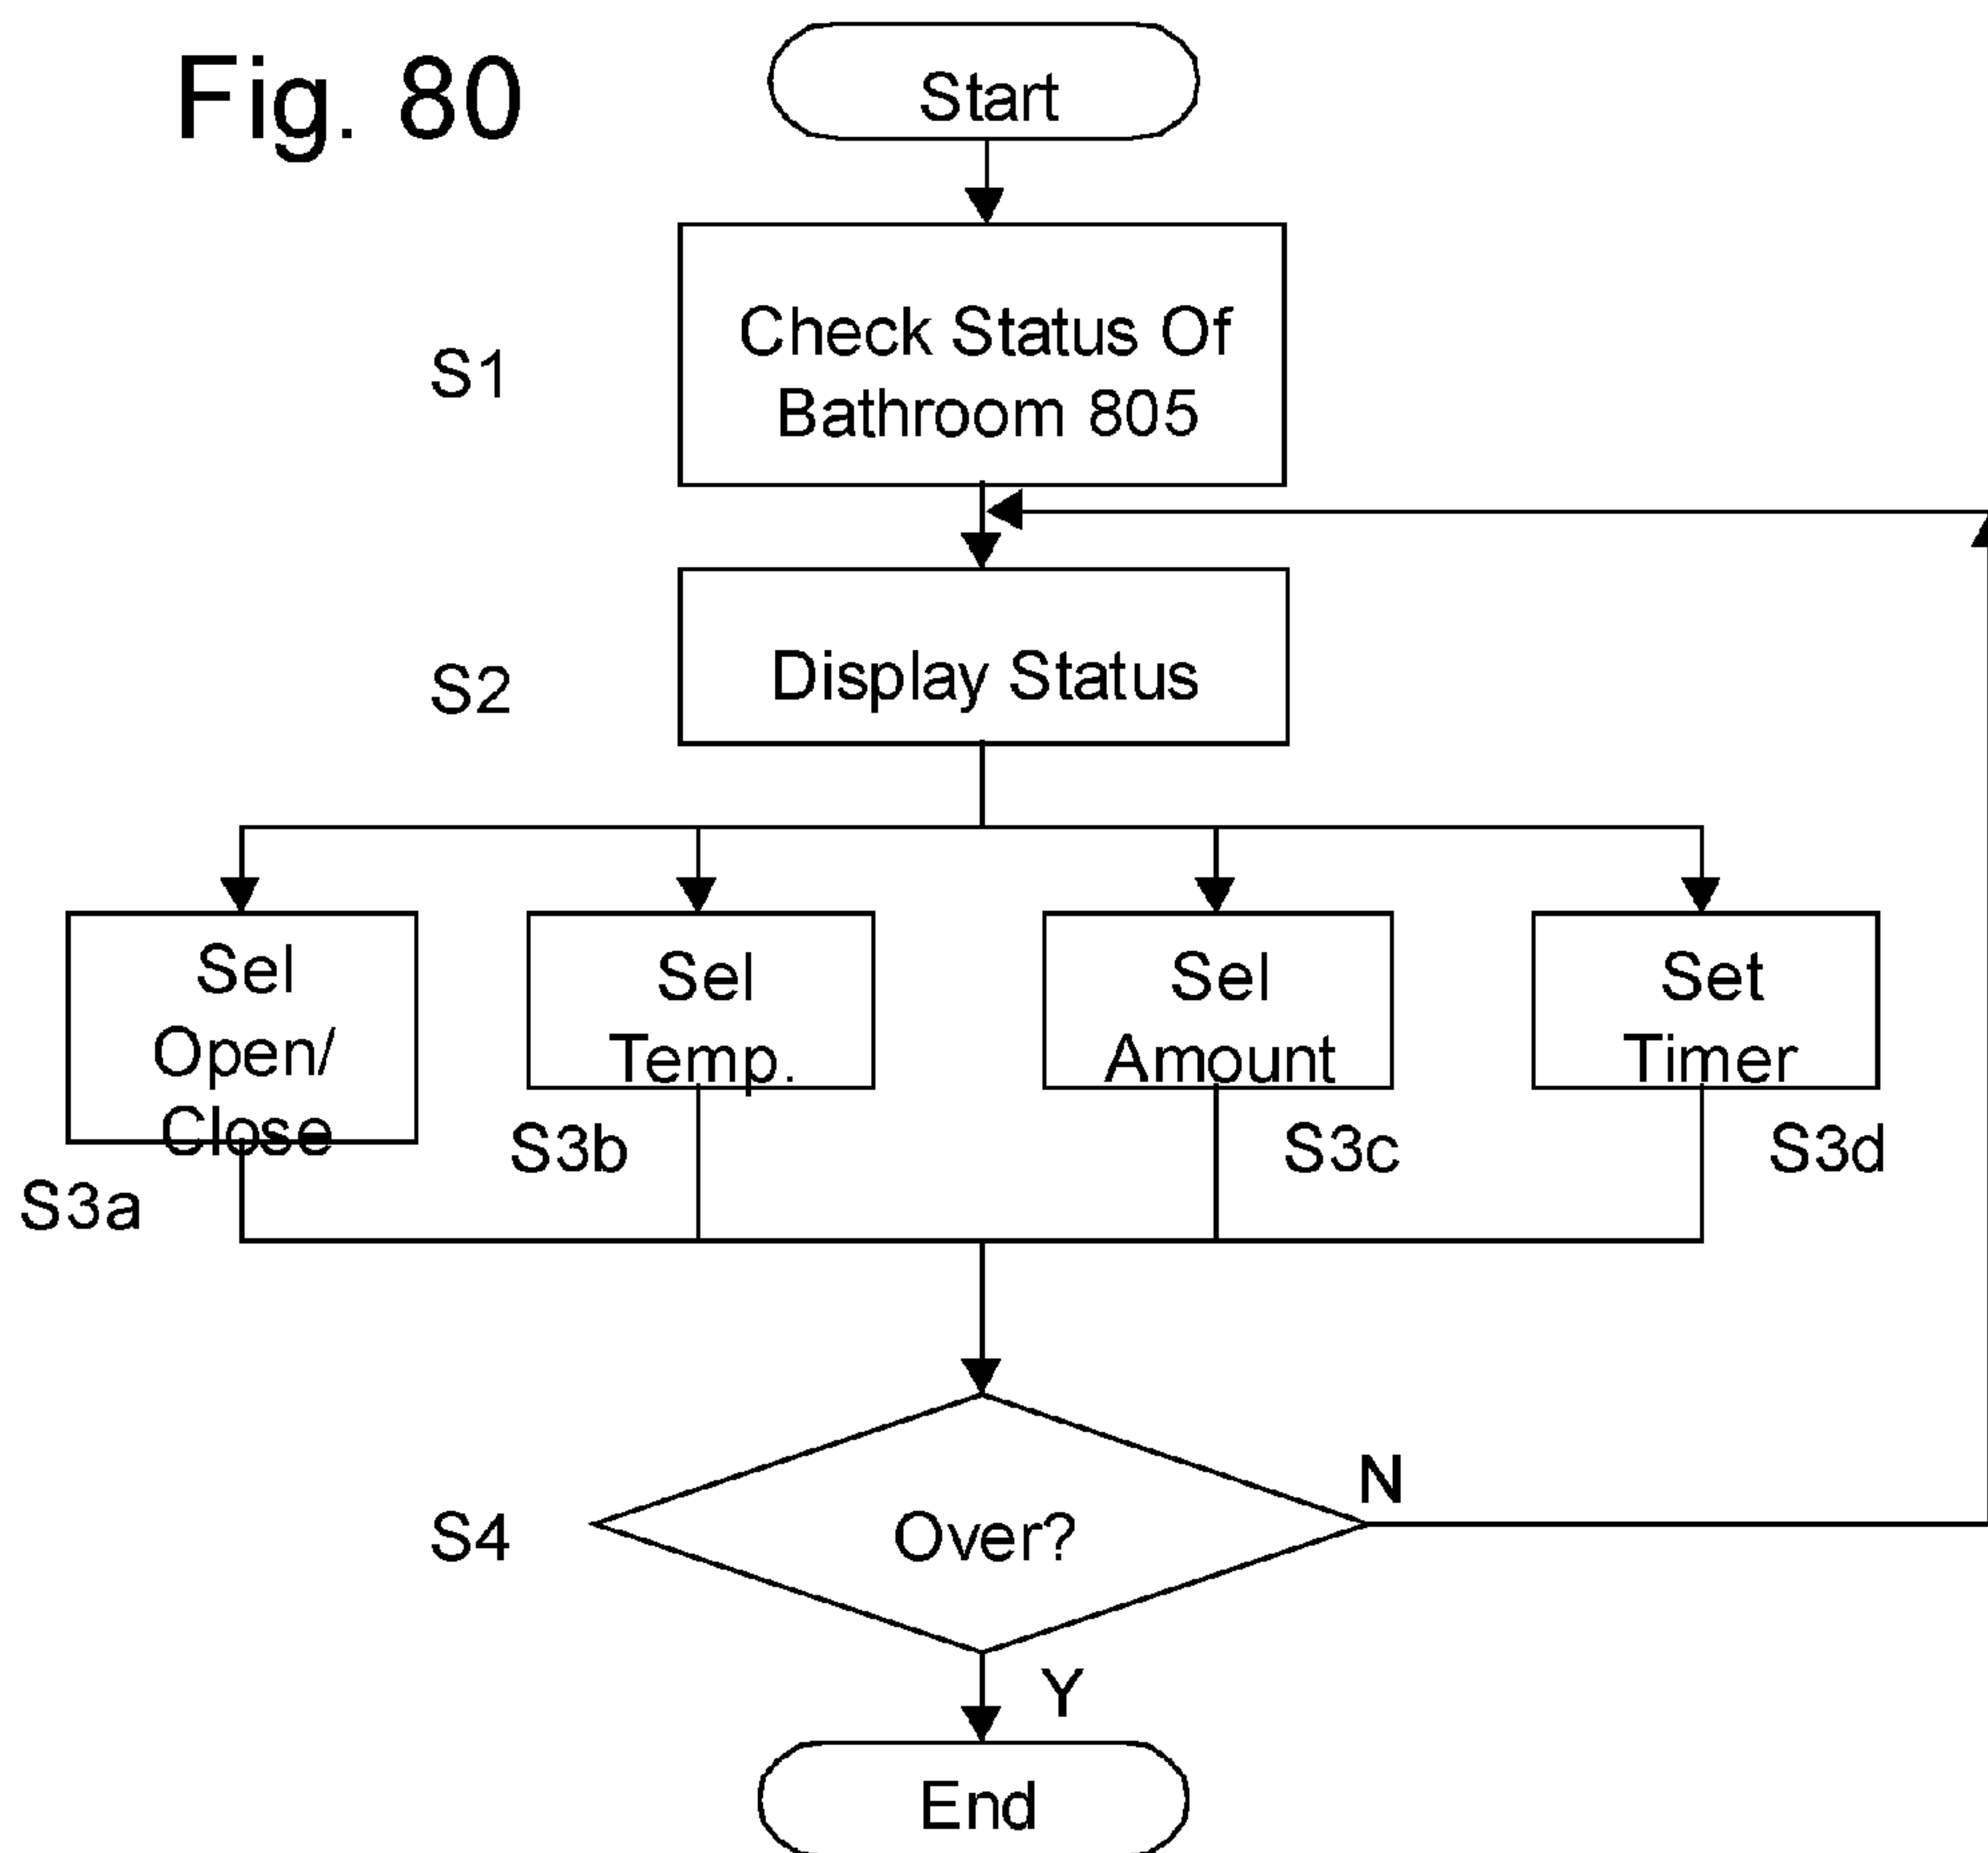 Fig. 80
Start
S1
Check Status Of
Bathroom 805
S2
Display Status
Sel
Open/
Close
S3a
Sel
Temp.
S3b
Sel
Amount
S3c
Set
Timer
S3d
S4
Over?
N
Y
End